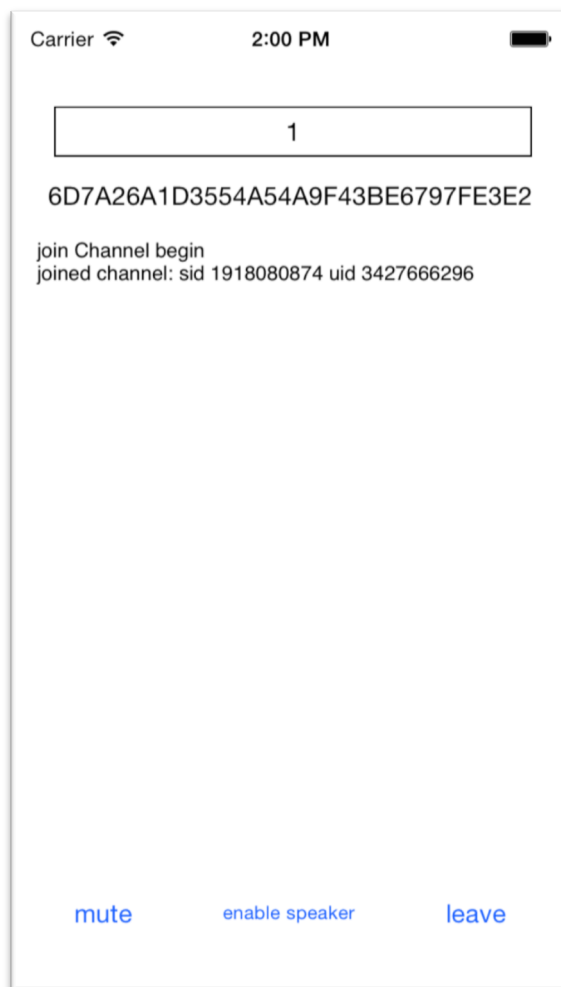 Carrier 2:00 PM
1
6D7A26A1D3554A54A9F43BE6797FE3E2
join Channel begin
joined channel: sid 1918080874 uid 3427666296
mute enable speaker leave